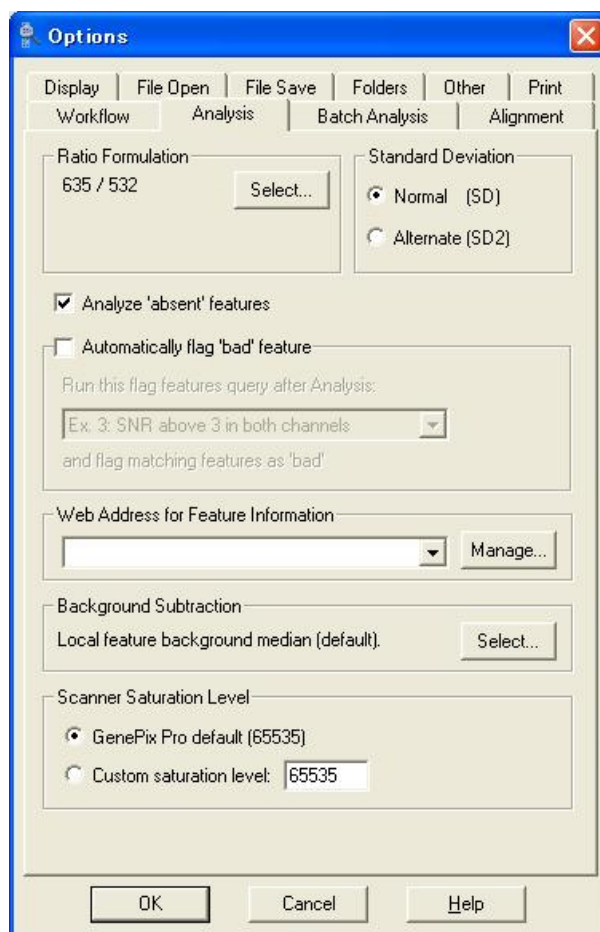 Options
Display File Open File Save Folders Other Print
Workflow Analysis Batch Analysis Alignment
Ratio Formulation
635 / 532
Select...
Standard Deviation
Normal (SD)
Alternate (SD2)
Analyze 'absent' features
Automatically flag 'bad' feature
Run this flag features query after Analysis:
Ex. 3: SNR above 3 in both channels
and flag matching features as 'bad'
Web Address for Feature Information
Manage...
Background Subtraction
Local feature background median (default).
Select...
Scanner Saturation Level
GenePix Pro default (65535)
Custom saturation level: 65535
OK Cancel Help